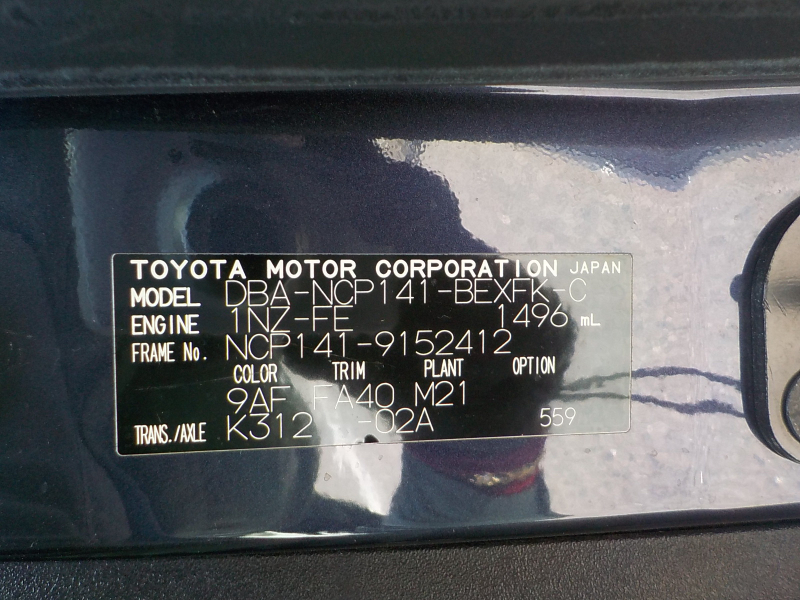 TOYOTA MOTOR CORPORATION JAPAN
MODEL DBA-NCP141-BEXFK-C
ENGINE 1NZ-FE 1496 mL
FRAME No. NCP141-9152412
COLOR TRIM PLANT OPTION
9AF FA40 M21
TRANS./AXLE K312 -02A 559